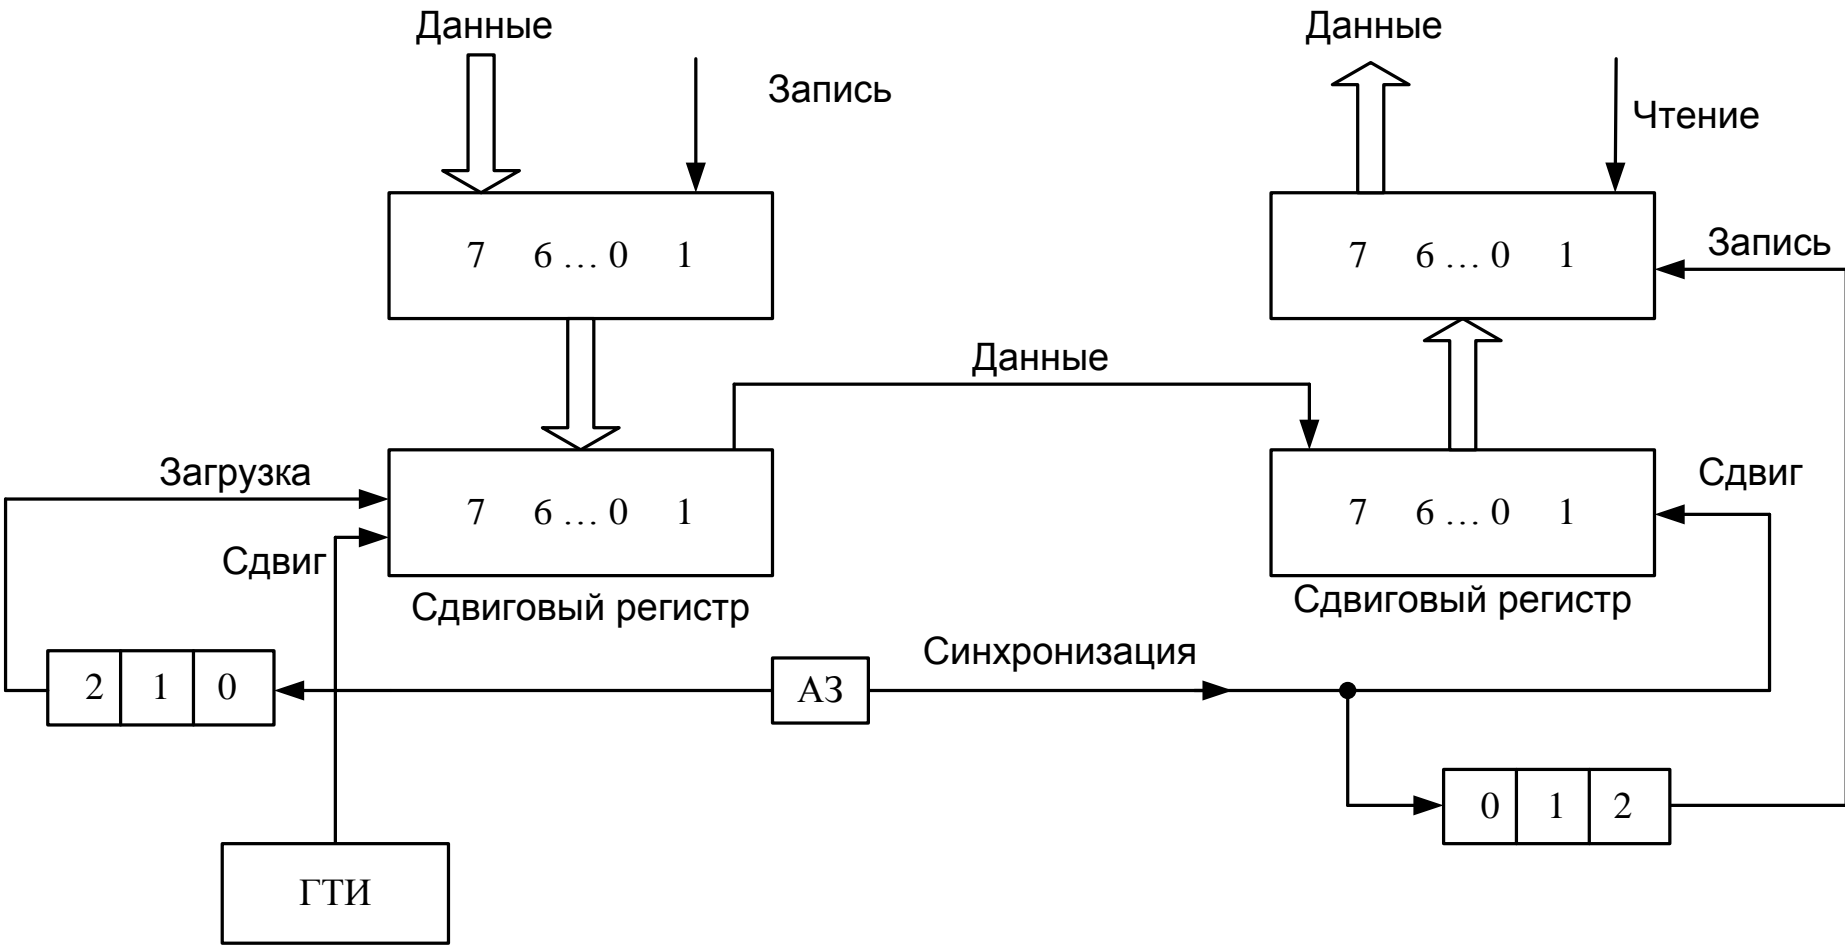 Данные
Данные
Запись
Чтение
7 6 … 0 1
7 6 … 0 1
Запись
Данные
Загрузка
Сдвиг
7 6 … 0 1
7 6 … 0 1
Сдвиг
Сдвиговый регистр
Сдвиговый регистр
Синхронизация
2 1 0
АЗ
0 1 2
ГТИ